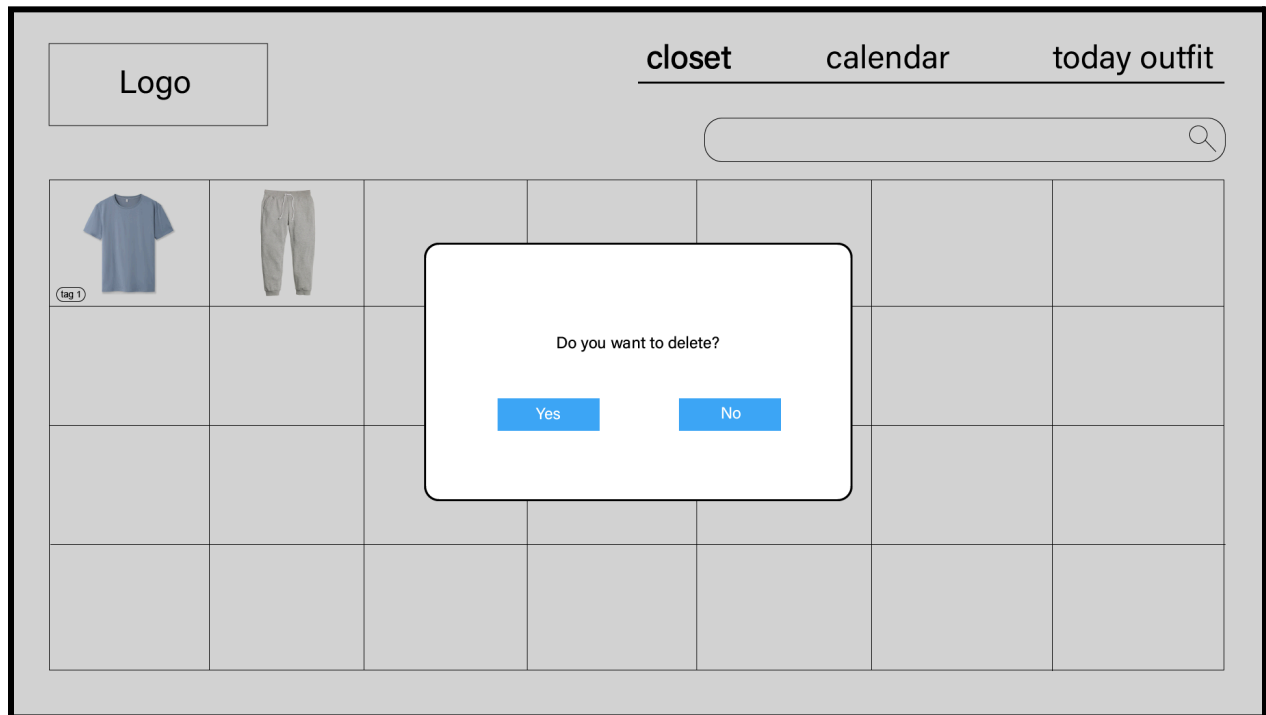 Logo
closet calendar today outfit
tag 1
Do you want to delete?
Yes No